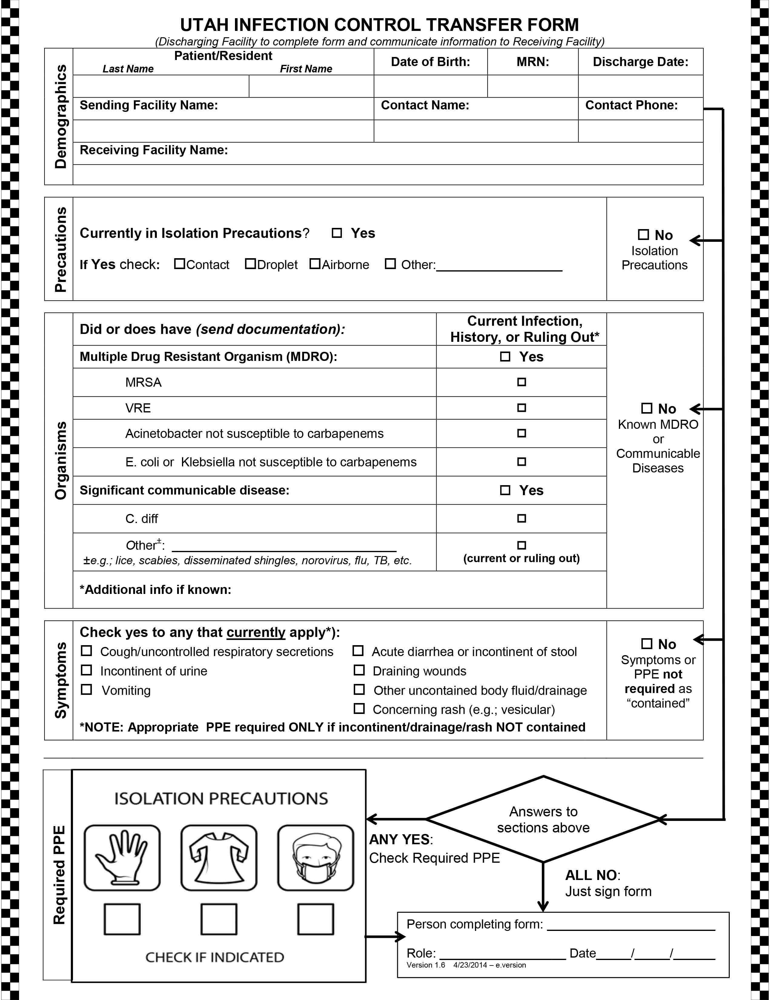 UTAH INFECTION CONTROL TRANSFER FORM
(Discharging Facility to complete form and communicate information to Receiving Facility)
Demographics
Patient/Resident
Last Name First Name
Date of Birth:
MRN:
Discharge Date:
Sending Facility Name:
Contact Name:
Contact Phone:
Receiving Facility Name:
Precautions
Currently in Isolation Precautions? ☐ Yes
If Yes check: ☐Contact ☐Droplet ☐Airborne ☐ Other:____________________
☐ No
Isolation
Precautions
Organisms
Did or does have (send documentation):
Current Infection,
History, or Ruling Out*
Multiple Drug Resistant Organism (MDRO):
☐ Yes
MRSA
☐
VRE
☐
Acinetobacter not susceptible to carbapenems
☐
E. coli or Klebsiella not susceptible to carbapenems
☐
Significant communicable disease:
☐ Yes
C. diff
☐
Other±: ____________________
☐
±e.g.; lice, scabies, disseminated shingles, norovirus, flu, TB, etc.
(current or ruling out)
*Additional info if known:
☐ No
Known MDRO
or
Communicable
Diseases
Symptoms
Check yes to any that currently apply*):
☐ Cough/uncontrolled respiratory secretions ☐ Acute diarrhea or incontinent of stool
☐ Incontinent of urine ☐ Draining wounds
☐ Vomiting ☐ Other uncontained body fluid/drainage
☐ Concerning rash (e.g.; vesicular)
*NOTE: Appropriate PPE required ONLY if incontinent/drainage/rash NOT contained
☐ No
Symptoms or
PPE not
required as
“contained”
Required PPE
ISOLATION PRECAUTIONS
CHECK IF INDICATED
Answers to
sections above
ANY YES:
Check Required PPE
ALL NO:
Just sign form
Person completing form: ____________________
Role: ____________________ Date_____/_____/______
Version 1.6 4/23/2014 – e.version